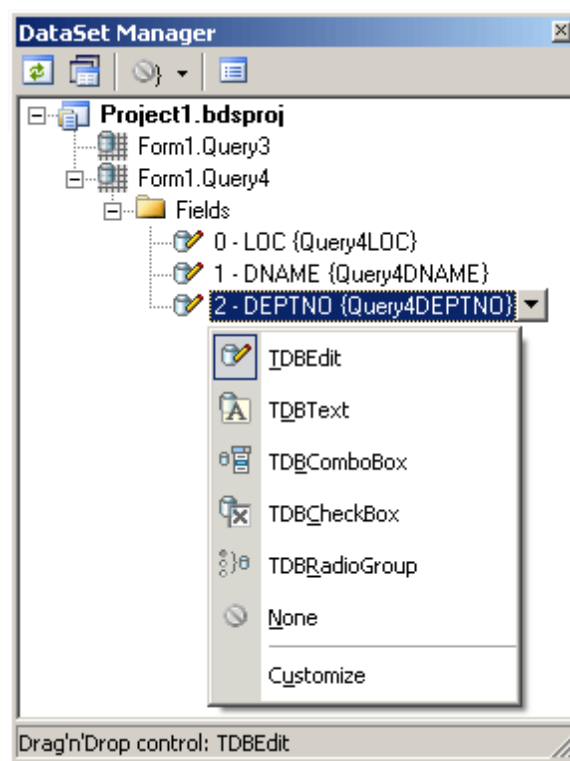 DataSet Manager
Project1.bdsproj
Form1.Query3
Form1.Query4
Fields
0 - LOC {Query4LOC}
1 - DNAME {Query4DNAME}
2 - DEPTNO {Query4DEPTNO}
TDBEdit
TDBText
TDBComboBox
TDBCheckBox
TDBRadioGroup
None
Customize
Drag'n'Drop control: TDBEdit